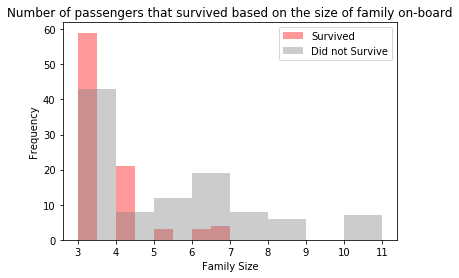 Number of passengers that survived based on the size of family on-board
Survived
Did not Survive
60
50
40
30
20
10
0
Frequency
3 4 5 6 7 8 9 10 11
Family Size